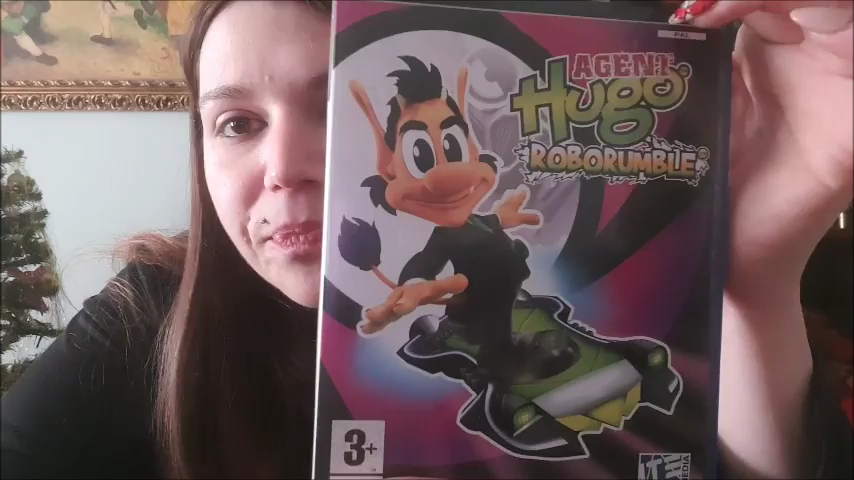 PAL
AGENT
Hugo
ROBORUMBLE
3+